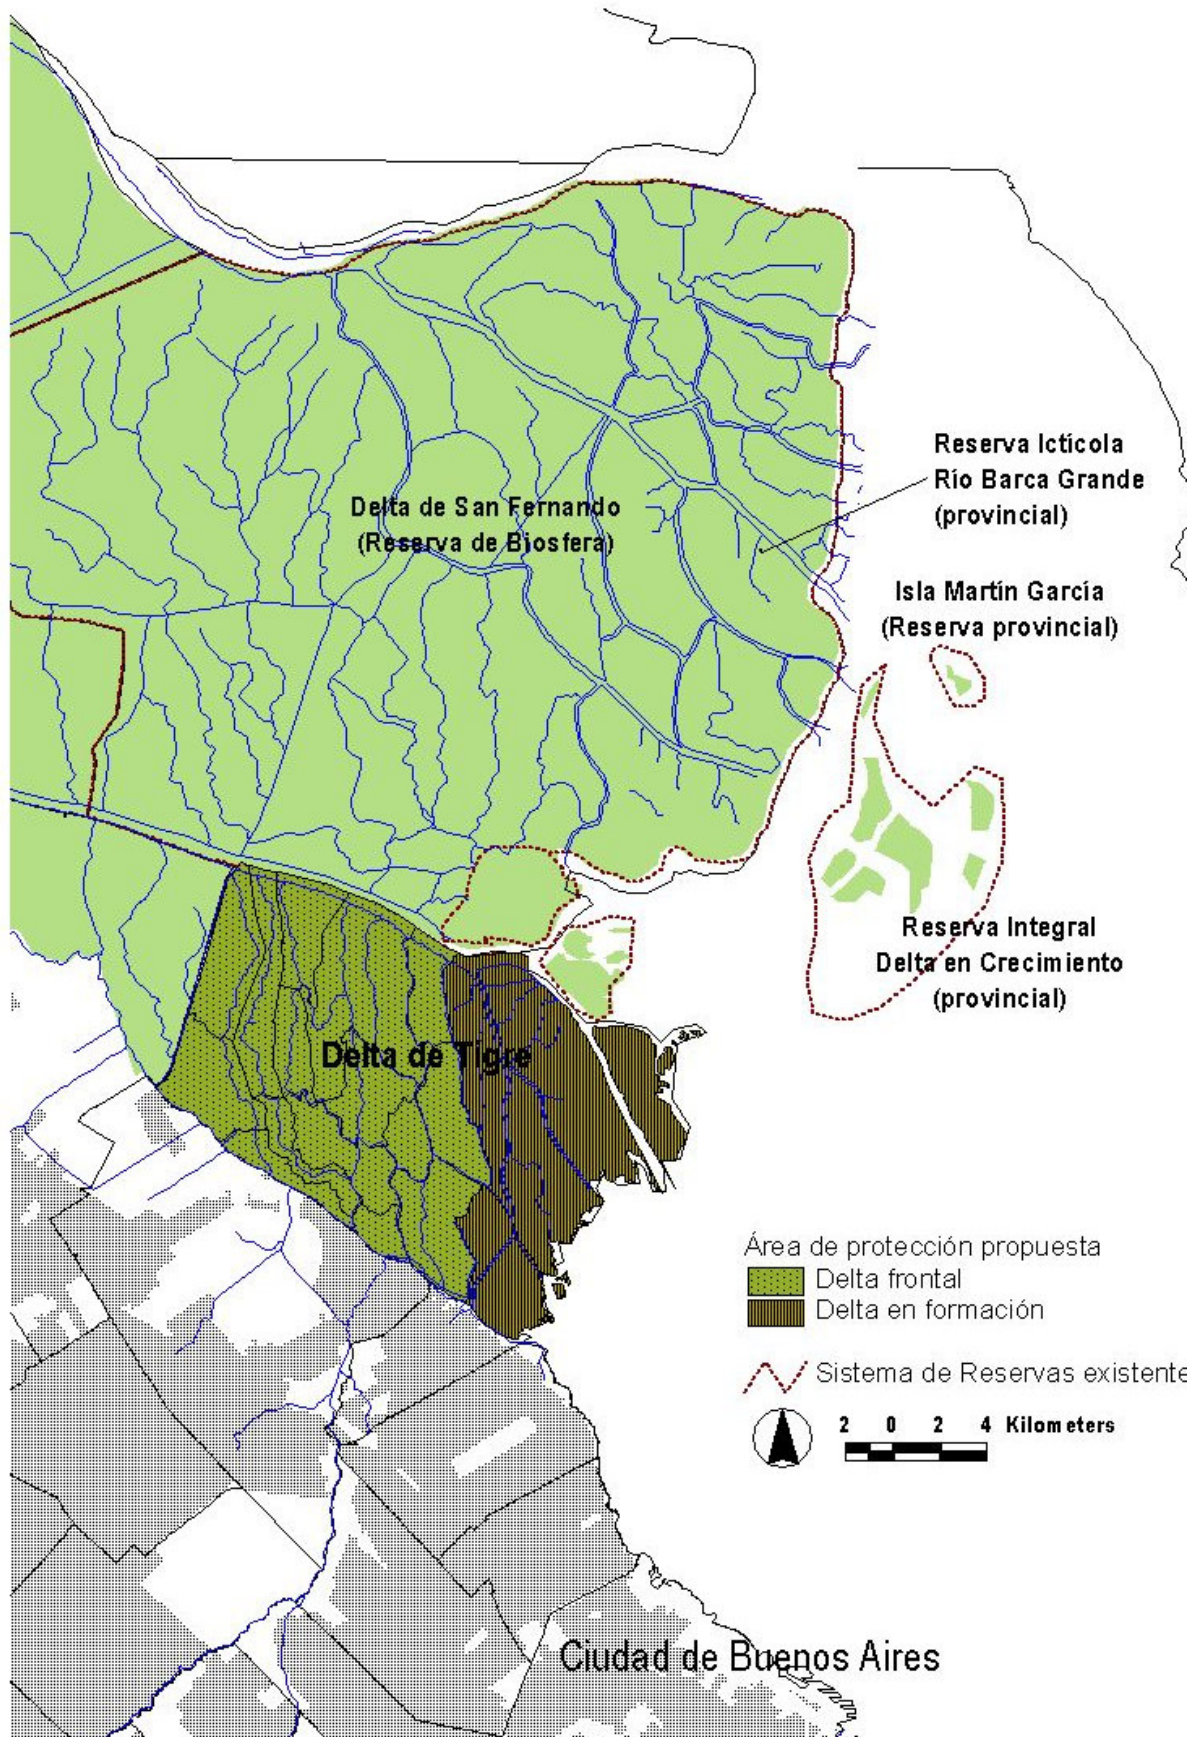 Reserva Ictícola
Río Barca Grande
(provincial)
Delta de San Fernando
(Reserva de Biosfera)
Isla Martín García
(Reserva provincial)
Reserva Integral
Delta en Crecimiento
(provincial)
Delta de Tigre
Área de protección propuesta
Delta frontal
Delta en formación
Sistema de Reservas existente
2 0 2 4 Kilometers
Ciudad de Buenos Aires